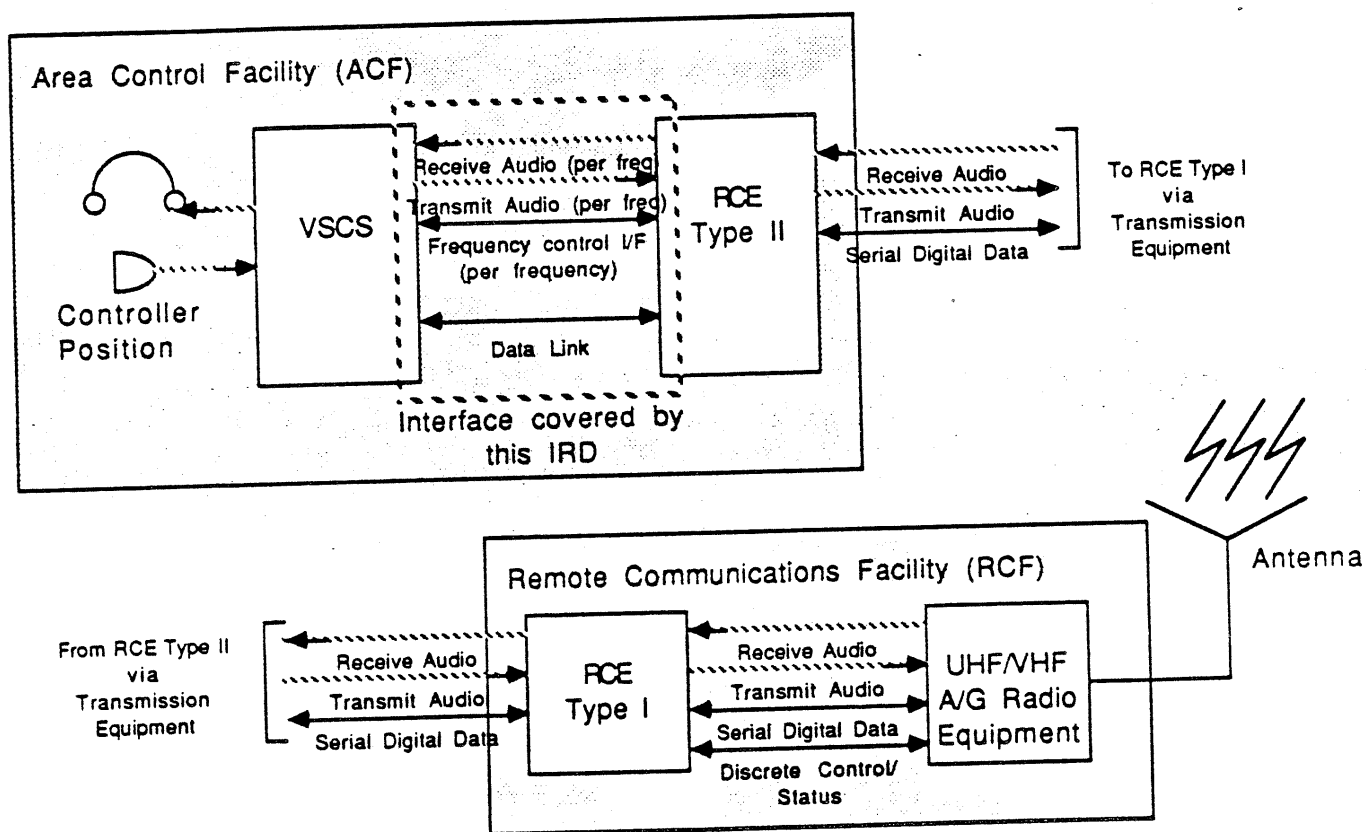 Area Control Facility (ACF)
VSCS
Controller
Position
Receive Audio (per freq)
Transmit Audio (per freq)
Frequency control I/F
(per frequency)
Data Link
RCE
Type II
Interface covered by
this IRD
Receive Audio
Transmit Audio
Serial Digital Data
To RCE Type I
via
Transmission
Equipment
Antenna
Remote Communications Facility (RCF)
From RCE Type II
via
Transmission
Equipment
Receive Audio
Transmit Audio
Serial Digital Data
RCE
Type I
Receive Audio
Transmit Audio
Serial Digital Data
Discrete Control/
Status
UHF/VHF
A/G Radio
Equipment